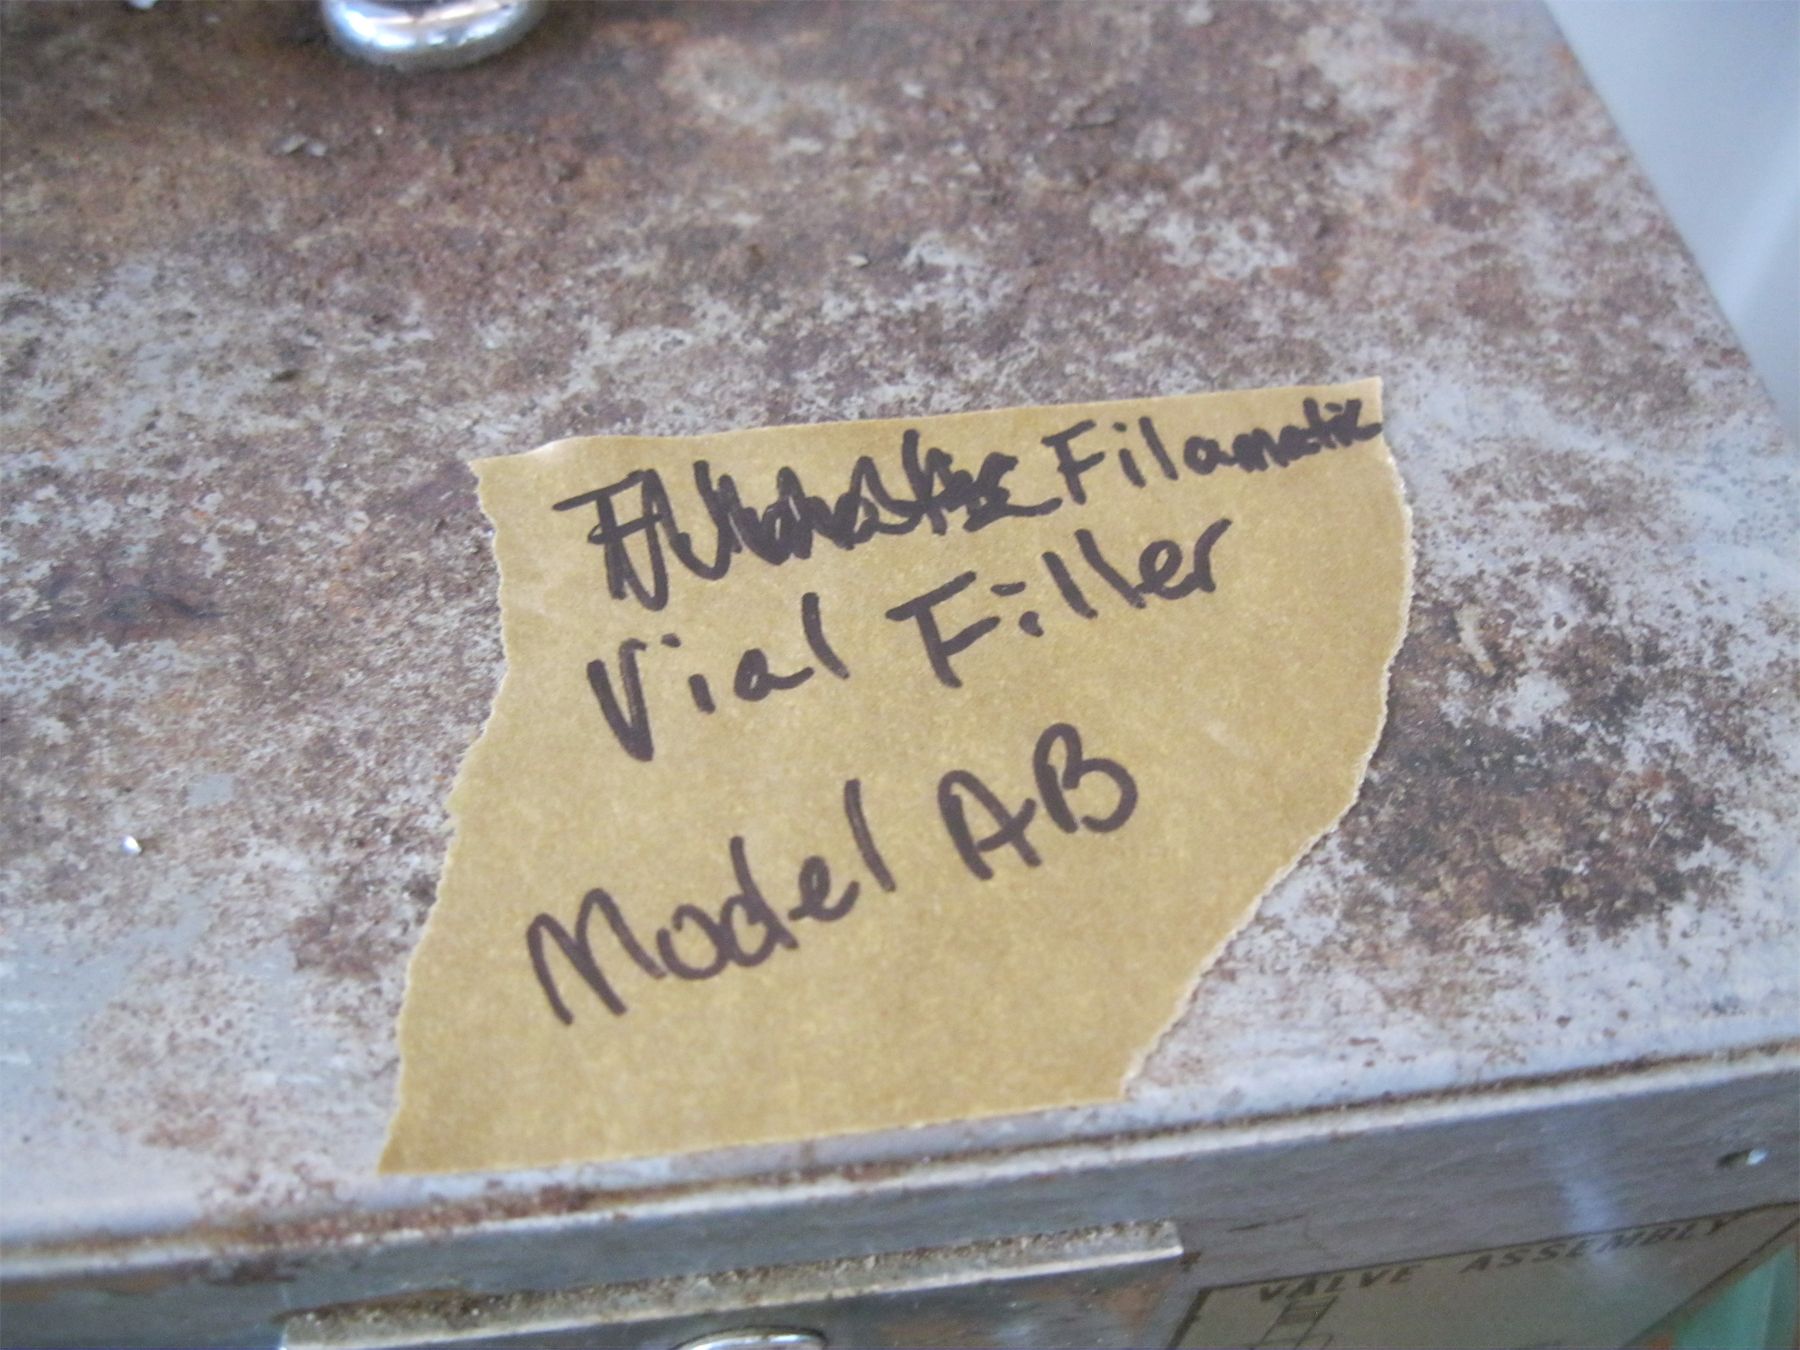 Filamatic
Vial Filler
Model AB
VALVE ASSEMBLY